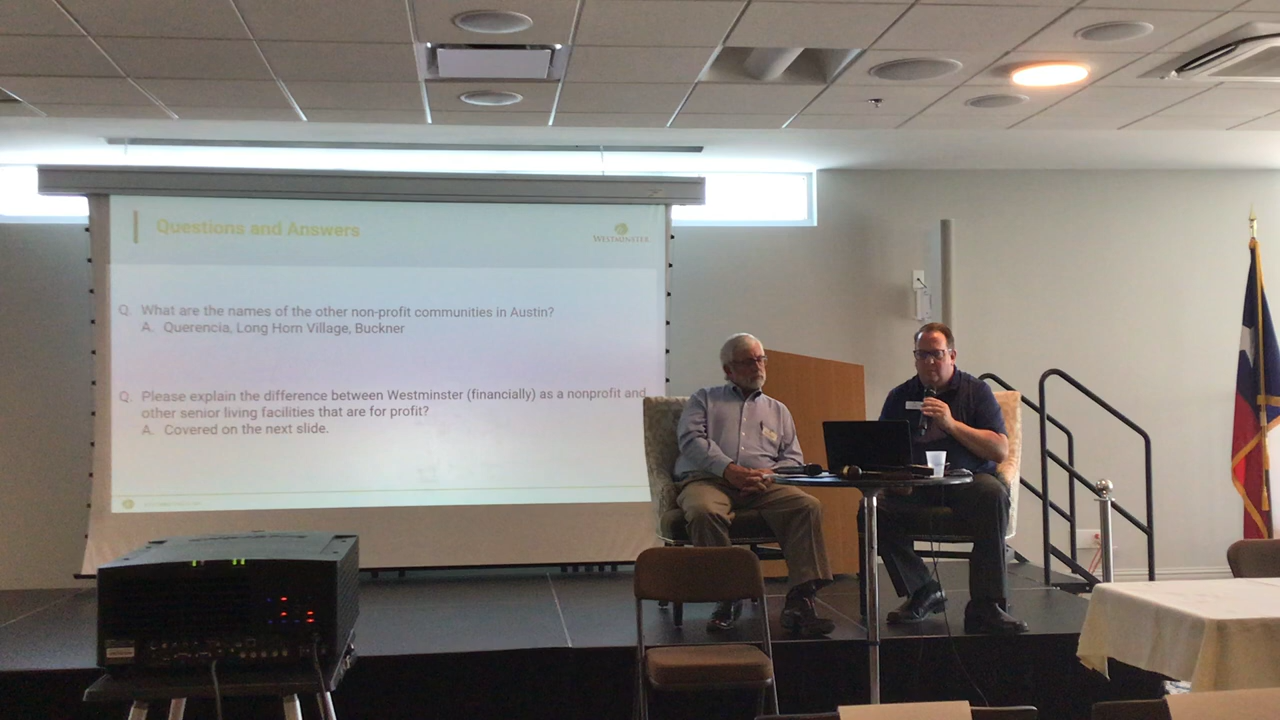 Questions and Answers
WESTMINSTER
Q. What are the names of the other non-profit communities in Austin?
A. Querencia, Long Horn Village, Buckner
Q. Please explain the difference between Westminster (financially) as a nonprofit and
other senior living facilities that are for profit?
A. Covered on the next slide.